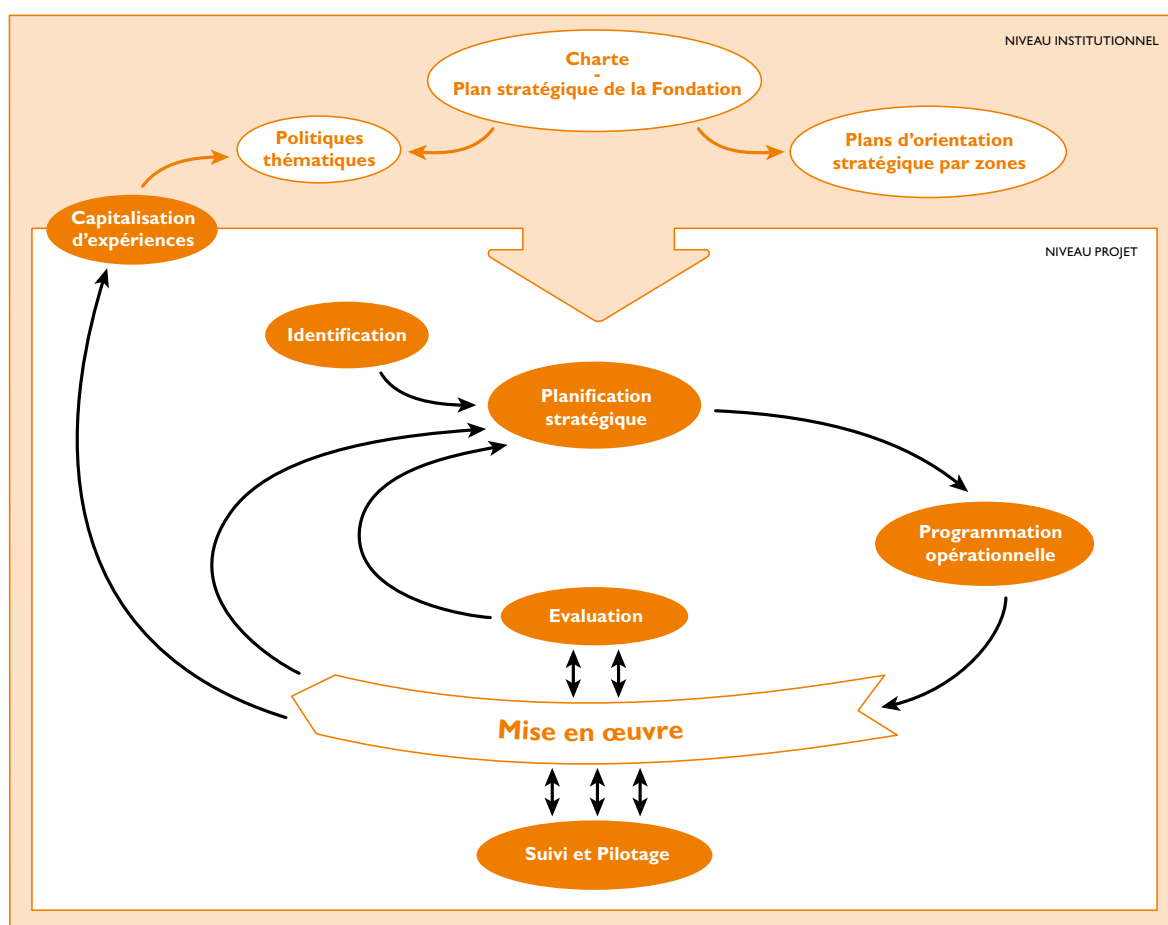 NIVEAU INSTITUTIONNEL
Charte
-
Plan stratégique de la Fondation
Politiques
thématiques
Plans d’orientation
stratégique par zones
Capitalisation
d’expériences
NIVEAU PROJET
Identification
Planification
stratégique
Programmation
opérationnelle
Evaluation
Mise en œuvre
Suivi et Pilotage